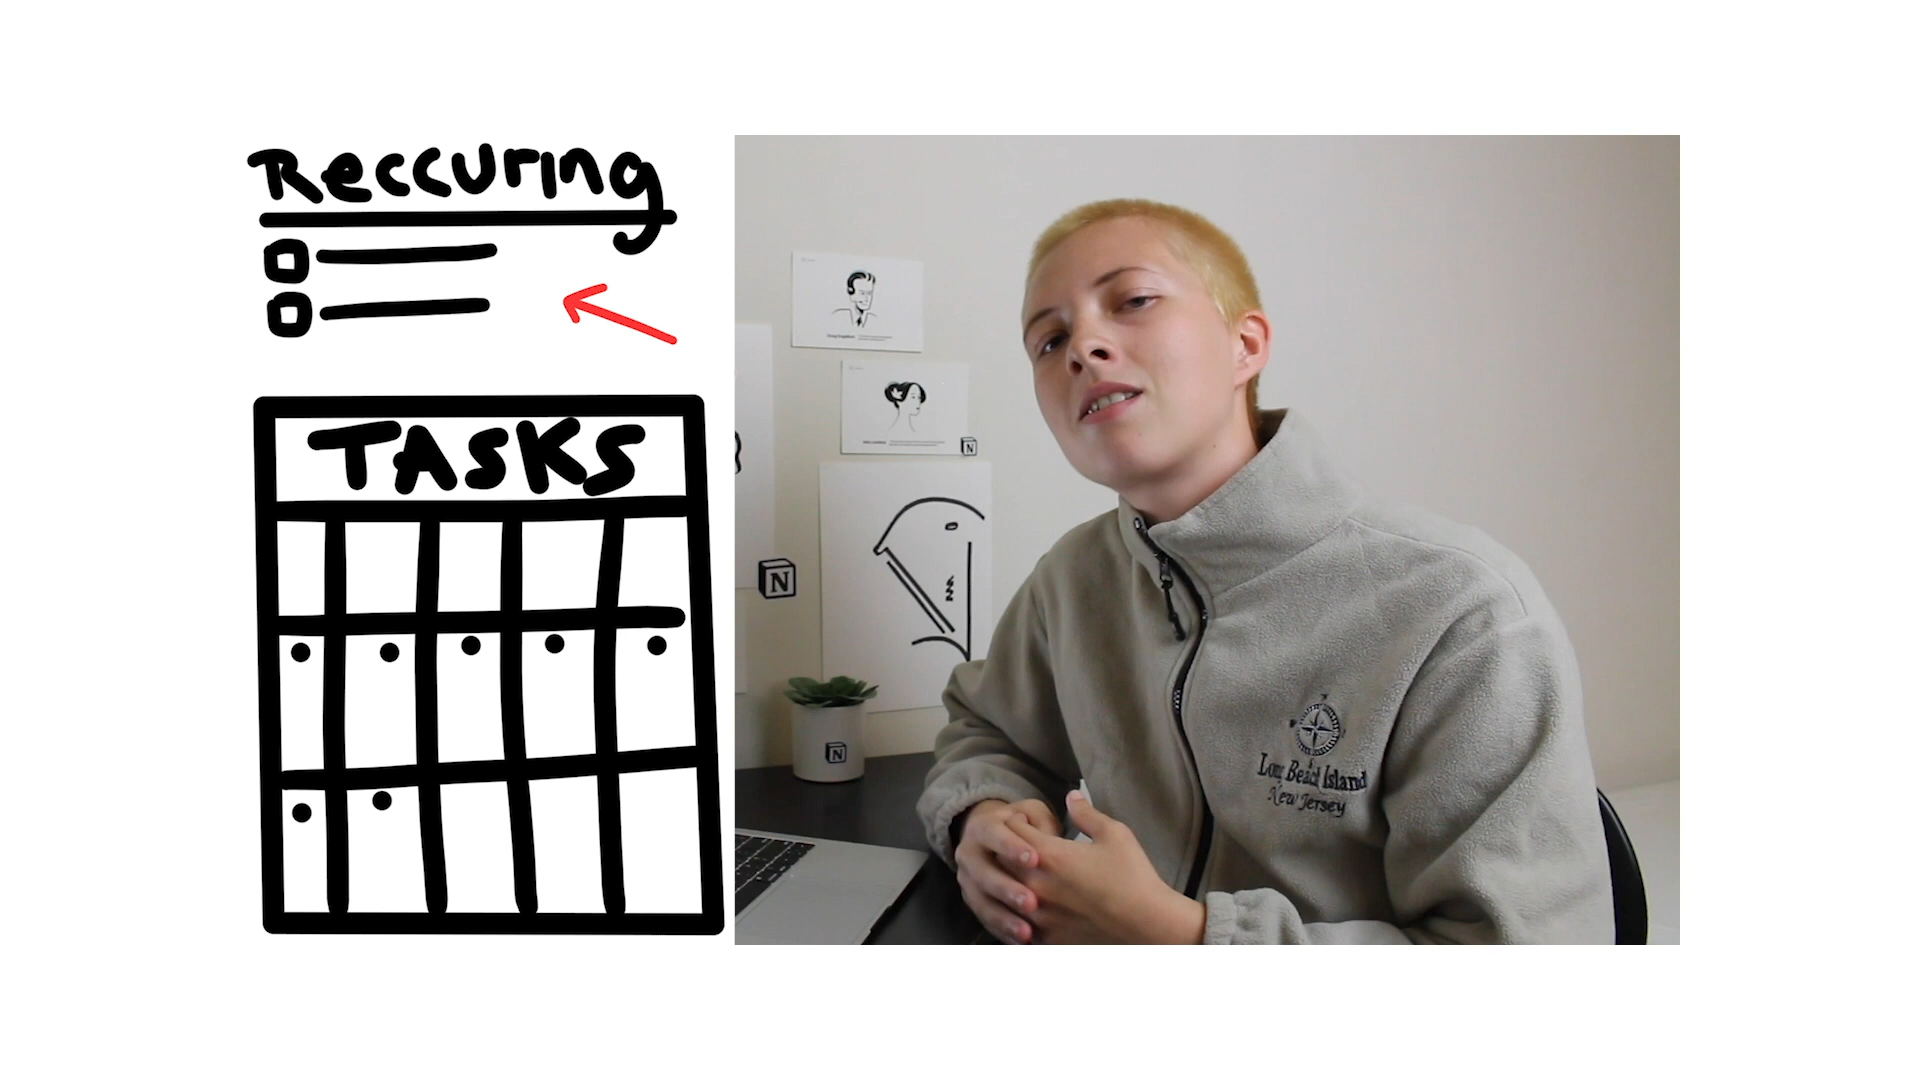 Reccuring
TASKS
N
N
N
Long Beach Island
New Jersey